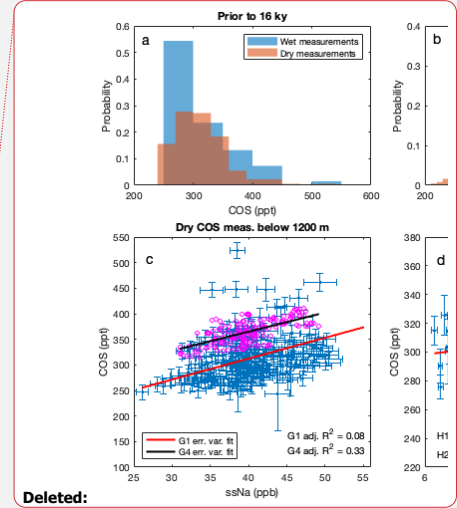 Prior to 16 ky
a
Wet measurements
Dry measurements
Probability
0.6
0.5
0.4
0.3
0.2
0.1
0
200 300 400 500 600
COS (ppt)
b
Probability
0.4
0.3
0.2
0.1
0
200
Dry COS meas. below 1200 m
c
COS (ppt)
550
500
450
400
350
300
250
200
150
100
G1 err. var. fit
G4 err. var. fit
G1 adj. R² = 0.08
G4 adj. R² = 0.33
25 30 35 40 45 50 55
ssNa (ppb)
d
COS (ppt)
380
360
340
320
300
280
260
240
220
H1
H2
6
Deleted: